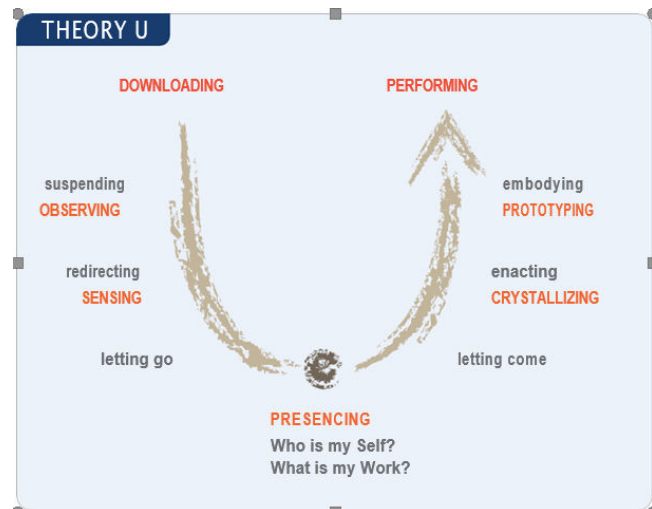 THEORY U
DOWNLOADING
PERFORMING
suspending
OBSERVING
embodying
PROTOTYPING
redirecting
SENSING
enacting
CRYSTALLIZING
letting go
letting come
PRESENCING
Who is my Self?
What is my Work?